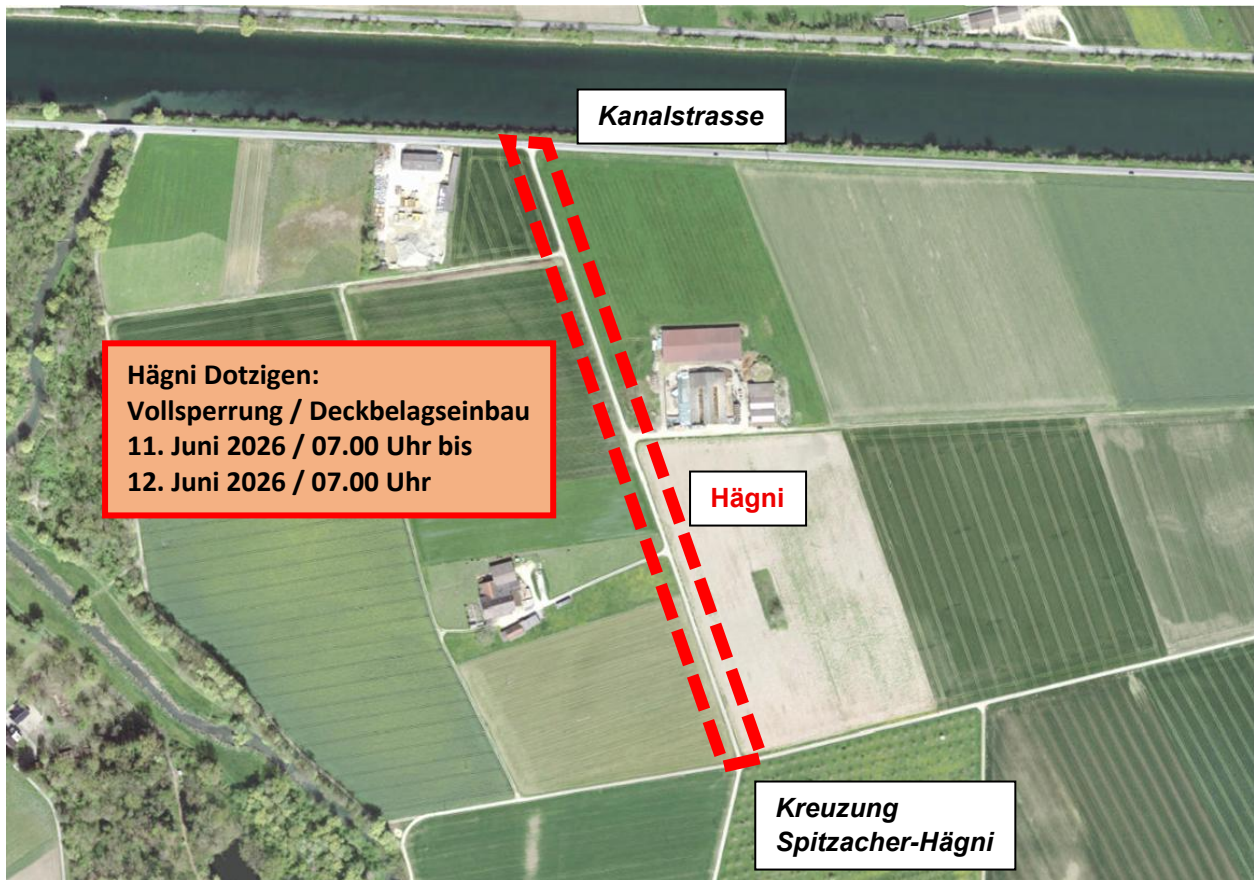 Kanalstrasse
Hägni Dotzigen:
Vollsperrung / Deckbelagseinbau
11. Juni 2026 / 07.00 Uhr bis
12. Juni 2026 / 07.00 Uhr
Hägni
Kreuzung
Spitzacher-Hägni